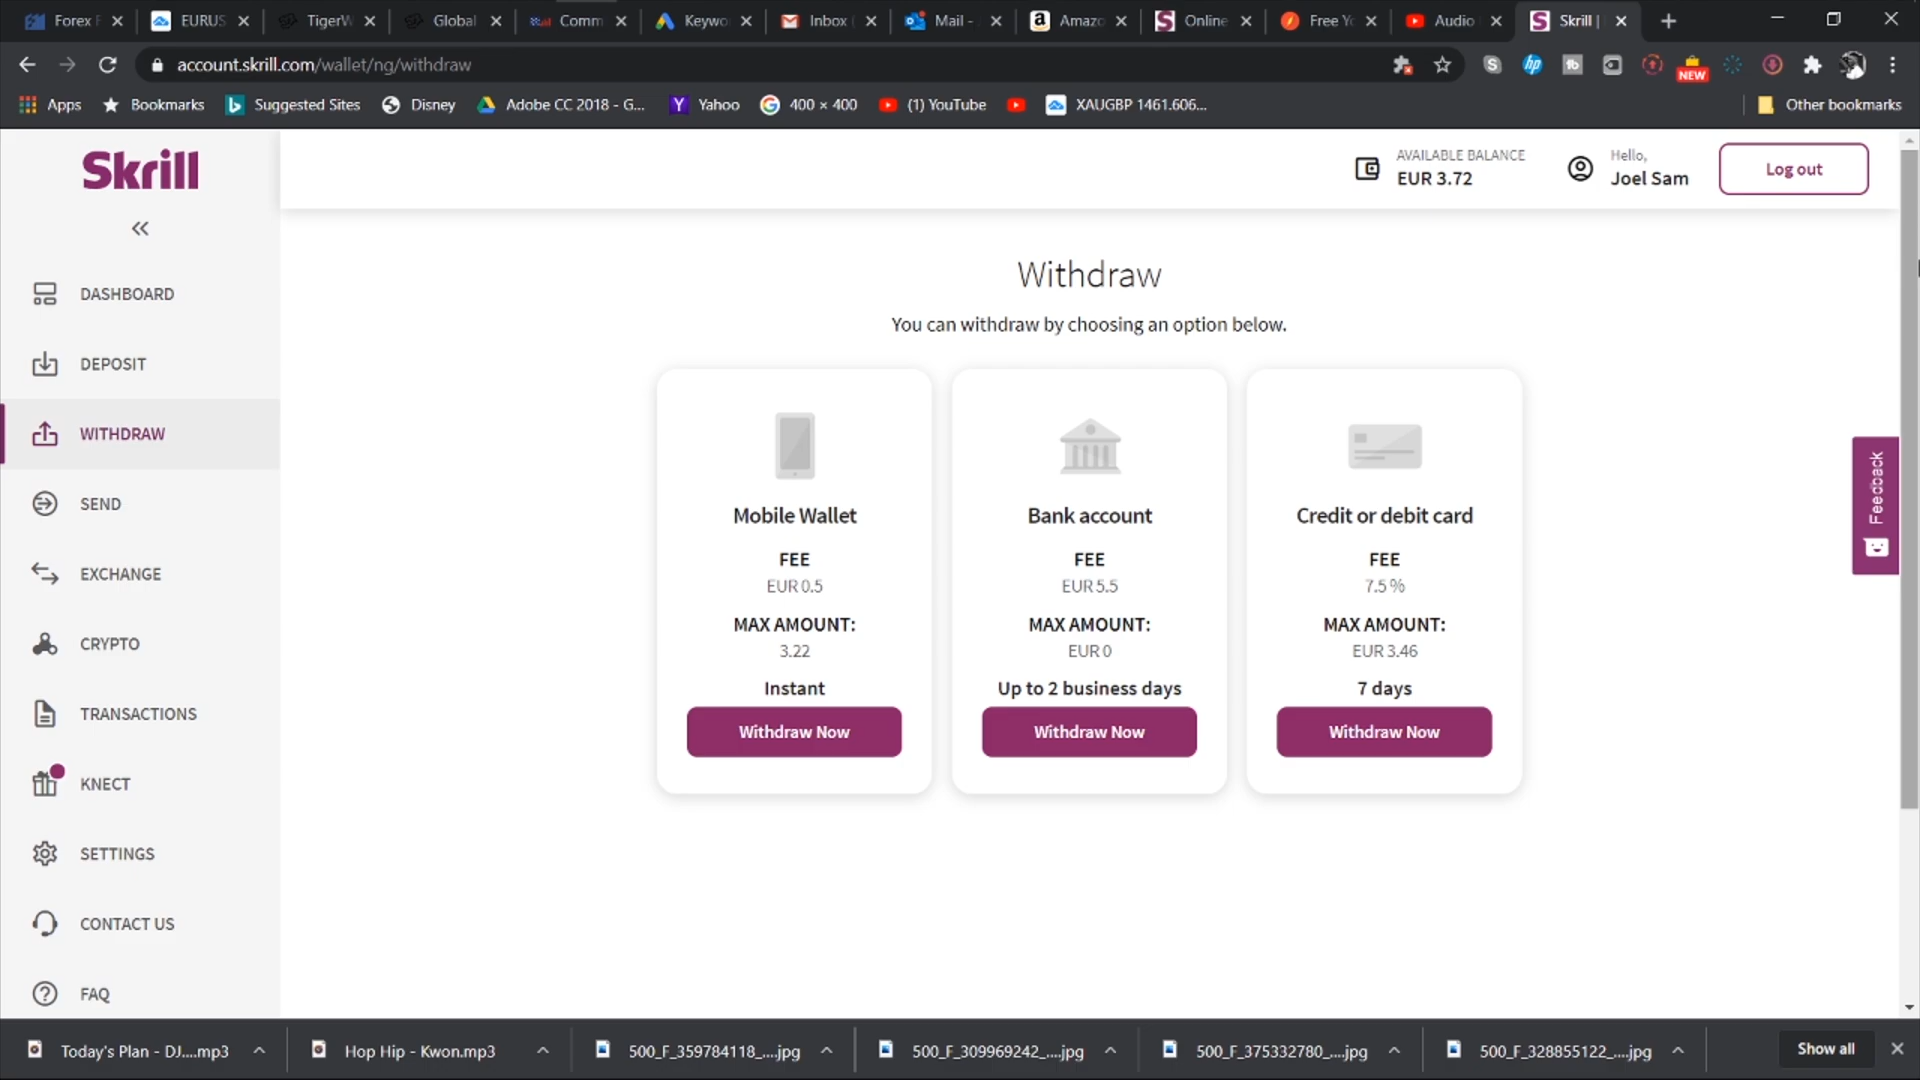 Forex F
EURUS
TigerW
Global
Comm
Keywo
Inbox
Mail -
Amazo
Online
Free Yo
Audio
Skrill |
account.skrill.com/wallet/ng/withdraw
NEW
Apps
Bookmarks
Suggested Sites
Disney
Adobe CC 2018 - G...
Yahoo
400 × 400
(1) YouTube
XAUGBP 1461.606...
Other bookmarks
Skrill
AVAILABLE BALANCE
EUR 3.72
Hello,
Joel Sam
Log out
DASHBOARD
DEPOSIT
WITHDRAW
SEND
EXCHANGE
CRYPTO
TRANSACTIONS
KNECT
SETTINGS
CONTACT US
FAQ
Withdraw
You can withdraw by choosing an option below.
Mobile Wallet
FEE
EUR 0.5
MAX AMOUNT:
3.22
Instant
Withdraw Now
Bank account
FEE
EUR 5.5
MAX AMOUNT:
EUR 0
Up to 2 business days
Withdraw Now
Credit or debit card
FEE
7.5 %
MAX AMOUNT:
EUR 3.46
7 days
Withdraw Now
Feedback
Today's Plan - DJ....mp3
Hop Hip - Kwon.mp3
500_F_359784118_....jpg
500_F_309969242_....jpg
500_F_375332780_....jpg
500_F_328855122_....jpg
Show all